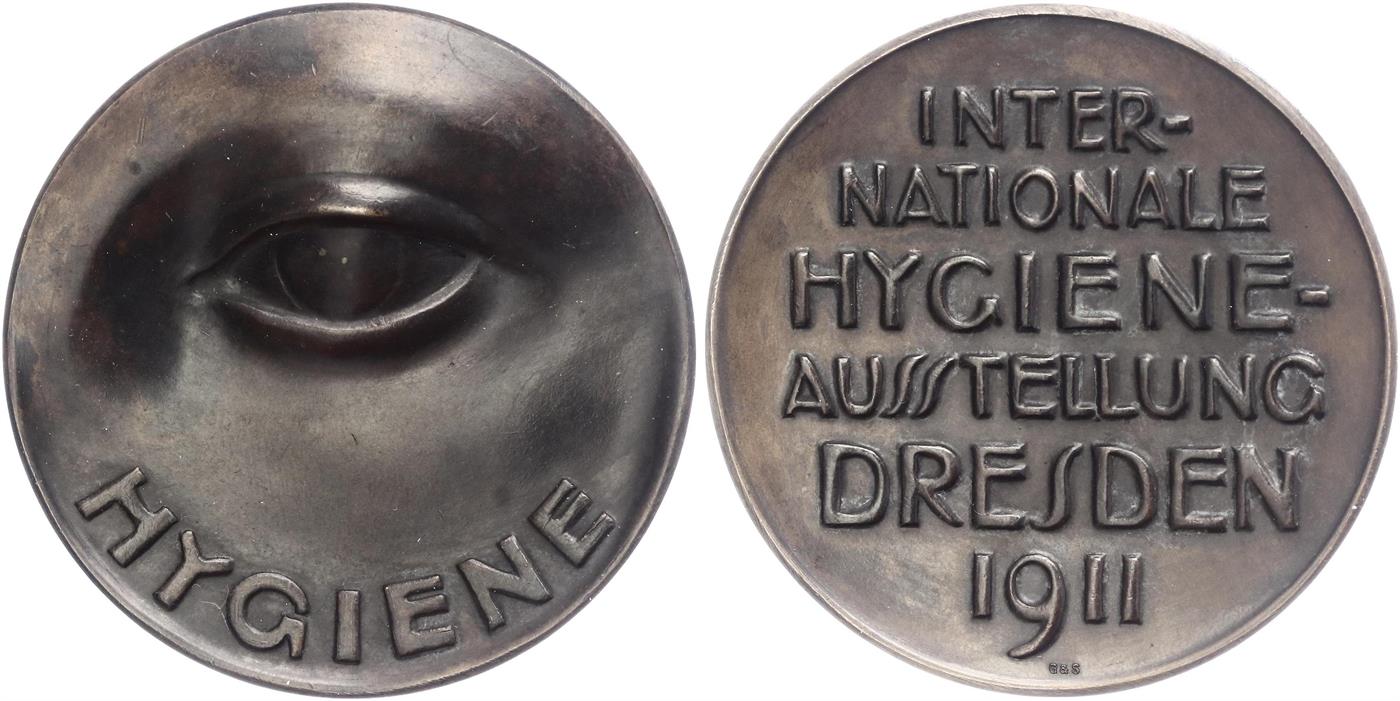 HYGIENE
INTER-
NATIONALE
HYGIENE-
AUSSTELLUNG
DRESDEN
1911
G&S